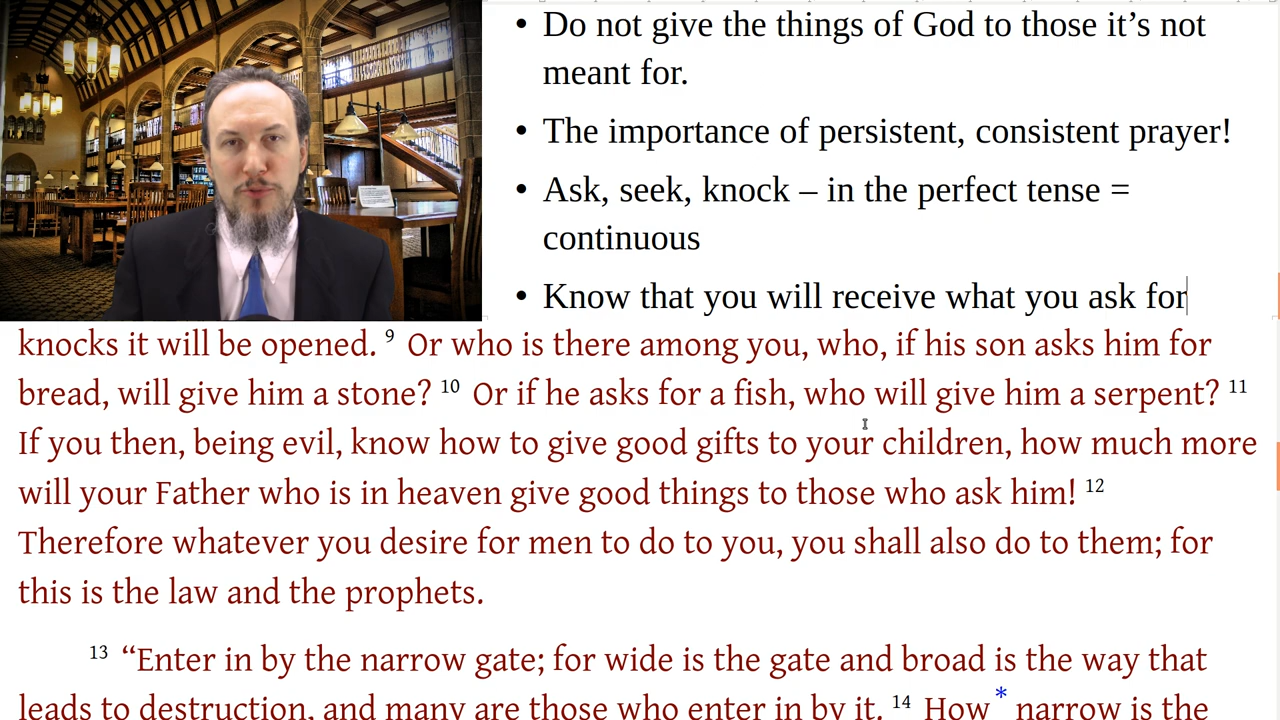 • Do not give the things of God to those it’s not
meant for.
• The importance of persistent, consistent prayer!
• Ask, seek, knock – in the perfect tense =
continuous
• Know that you will receive what you ask for
knocks it will be opened. 9 Or who is there among you, who, if his son asks him for
bread, will give him a stone? 10 Or if he asks for a fish, who will give him a serpent? 11
If you then, being evil, know how to give good gifts to your children, how much more
will your Father who is in heaven give good things to those who ask him! 12
Therefore whatever you desire for men to do to you, you shall also do to them; for
this is the law and the prophets.
13 “Enter in by the narrow gate; for wide is the gate and broad is the way that
leads to destruction, and many are those who enter in by it. 14 How * narrow is the